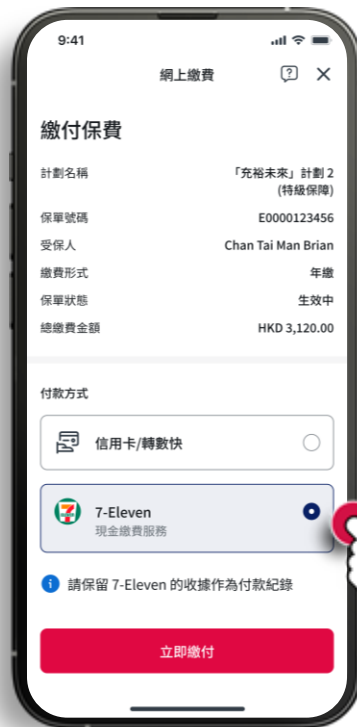 9:41
網上繳費
繳付保費
計劃名稱 「充裕未來」計劃 2
(特級保障)
保單號碼 E0000123456
受保人 Chan Tai Man Brian
繳費形式 年繳
保單狀態 生效中
總繳費金額 HKD 3,120.00
付款方式
信用卡/轉數快
7-Eleven
現金繳費服務
請保留 7-Eleven 的收據作為付款紀錄
立即繳付